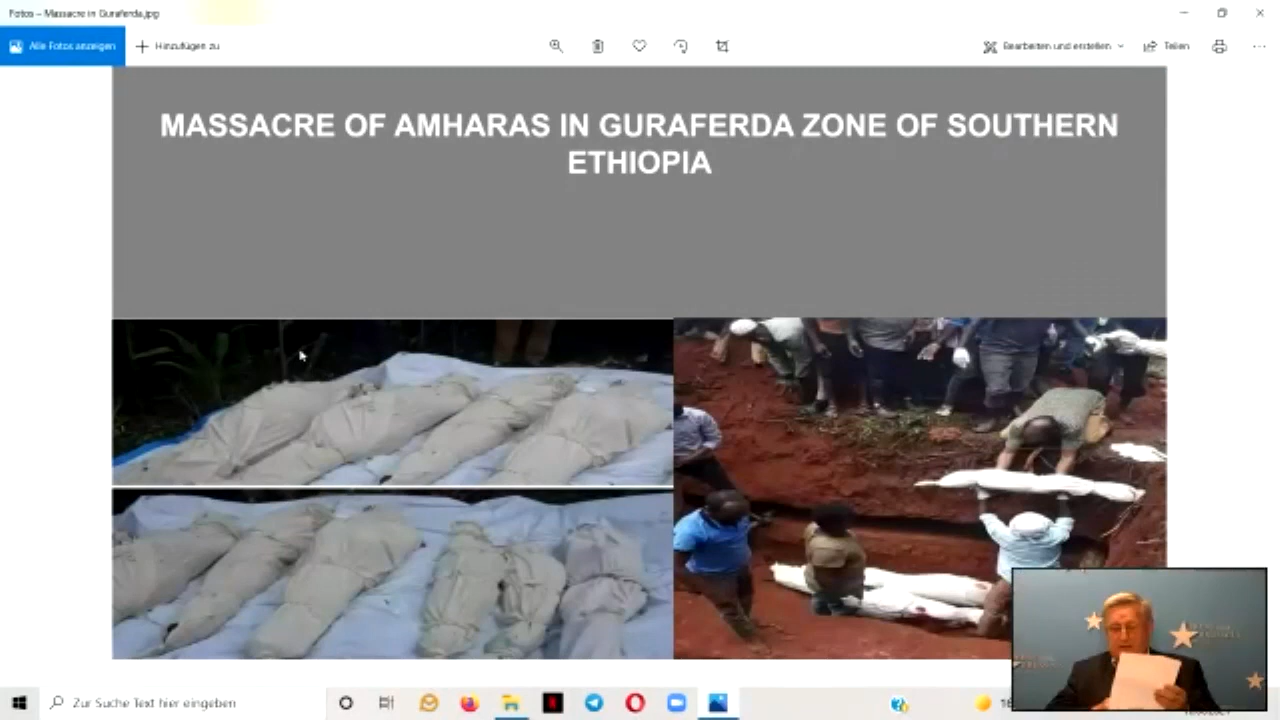 Fotos – Massacre in Guraferda.jpg
Alle Fotos anzeigen
Hinzufügen zu
Bearbeiten und erstellen
Teilen
MASSACRE OF AMHARAS IN GURAFERDA ZONE OF SOUTHERN
ETHIOPIA
Zur Suche Text hier eingeben